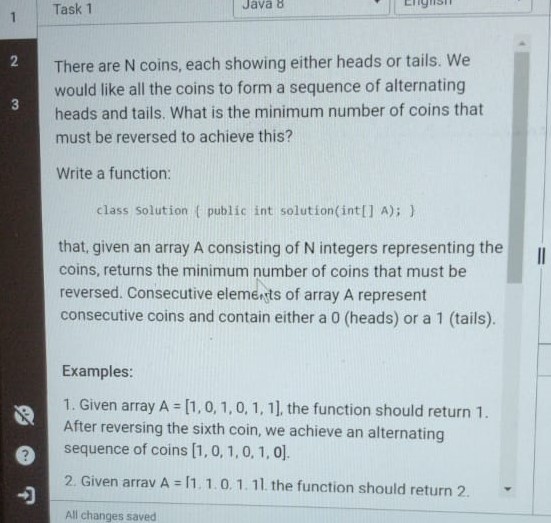 1
Task 1
Java 8
English
2
3
There are N coins, each showing either heads or tails. We
would like all the coins to form a sequence of alternating
heads and tails. What is the minimum number of coins that
must be reversed to achieve this?
Write a function:
class Solution { public int solution(int[] A); }
that, given an array A consisting of N integers representing the
coins, returns the minimum number of coins that must be
reversed. Consecutive elements of array A represent
consecutive coins and contain either a 0 (heads) or a 1 (tails).
Examples:
1. Given array A = [1, 0, 1, 0, 1, 1], the function should return 1.
After reversing the sixth coin, we achieve an alternating
sequence of coins [1, 0, 1, 0, 1, 0].
2. Given array A = [1, 1, 0, 1, 1], the function should return 2.
?
All changes saved